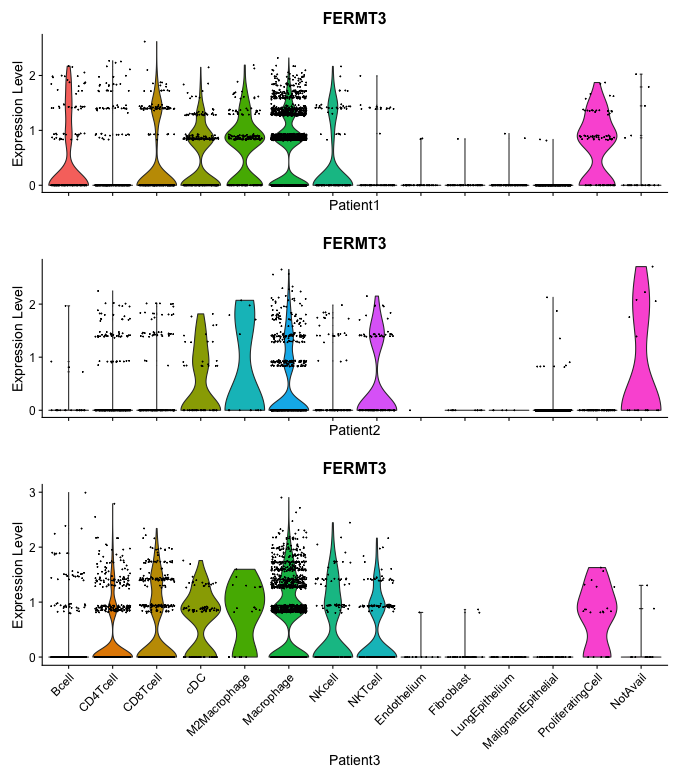 FERMT3
Expression Level
2
1
0
Patient1
FERMT3
Expression Level
2
1
0
Patient2
FERMT3
Expression Level
3
2
1
0
Bcell
CD4Tcell
CD8Tcell
cDC
M2Macrophage
Macrophage
NKcell
NKTcell
Endothelium
Fibroblast
LungEpithelium
MalignantEpithelial
ProliferatingCell
NotAvail
Patient3